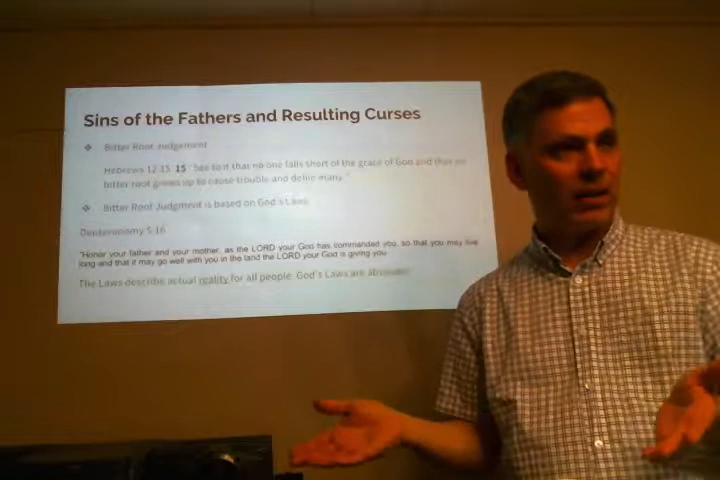 Sins of the Fathers and Resulting Curses
❖ Bitter Root Judgement
Hebrews 12:15 15 "See to it that no one falls short of the grace of God and that no
bitter root grows up to cause trouble and defile many."
❖ Bitter Root Judgment is based on God's Laws
Deuteronomy 5:16
"Honor your father and your mother, as the LORD your God has commanded you, so that you may live
long and that it may go well with you in the land the LORD your God is giving you
The Laws describe actual reality for all people. God's Laws are absolute